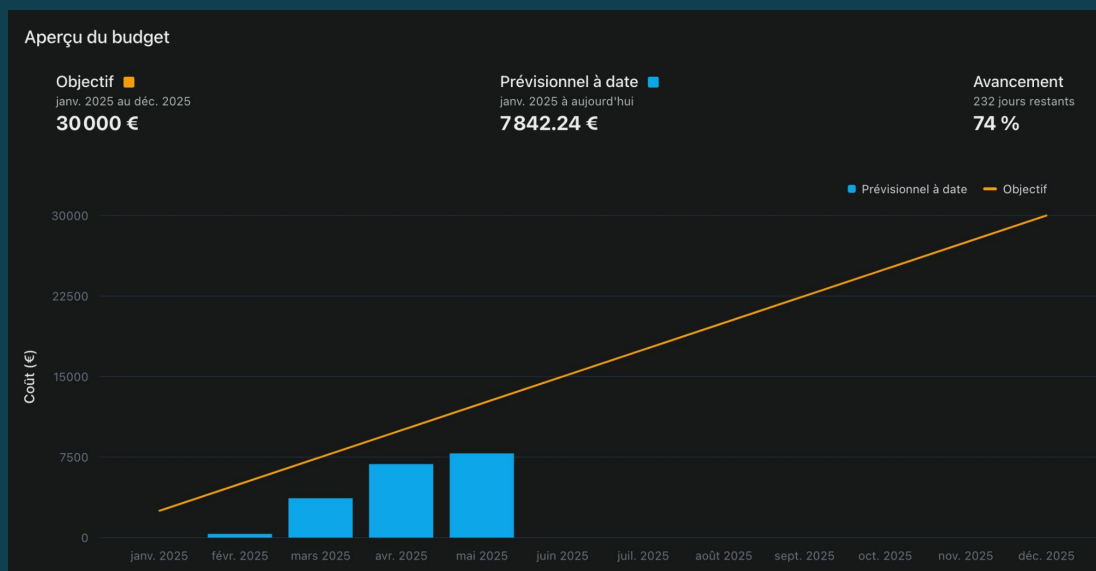 Aperçu du budget
Objectif
janv. 2025 au déc. 2025
30 000 €
Prévisionnel à date
janv. 2025 à aujourd'hui
7 842.24 €
Avancement
232 jours restants
74 %
Prévisionnel à date
Objectif
30000
22500
15000
7500
0
Coût (€)
janv. 2025
févr. 2025
mars 2025
avr. 2025
mai 2025
juin 2025
juil. 2025
août 2025
sept. 2025
oct. 2025
nov. 2025
déc. 2025